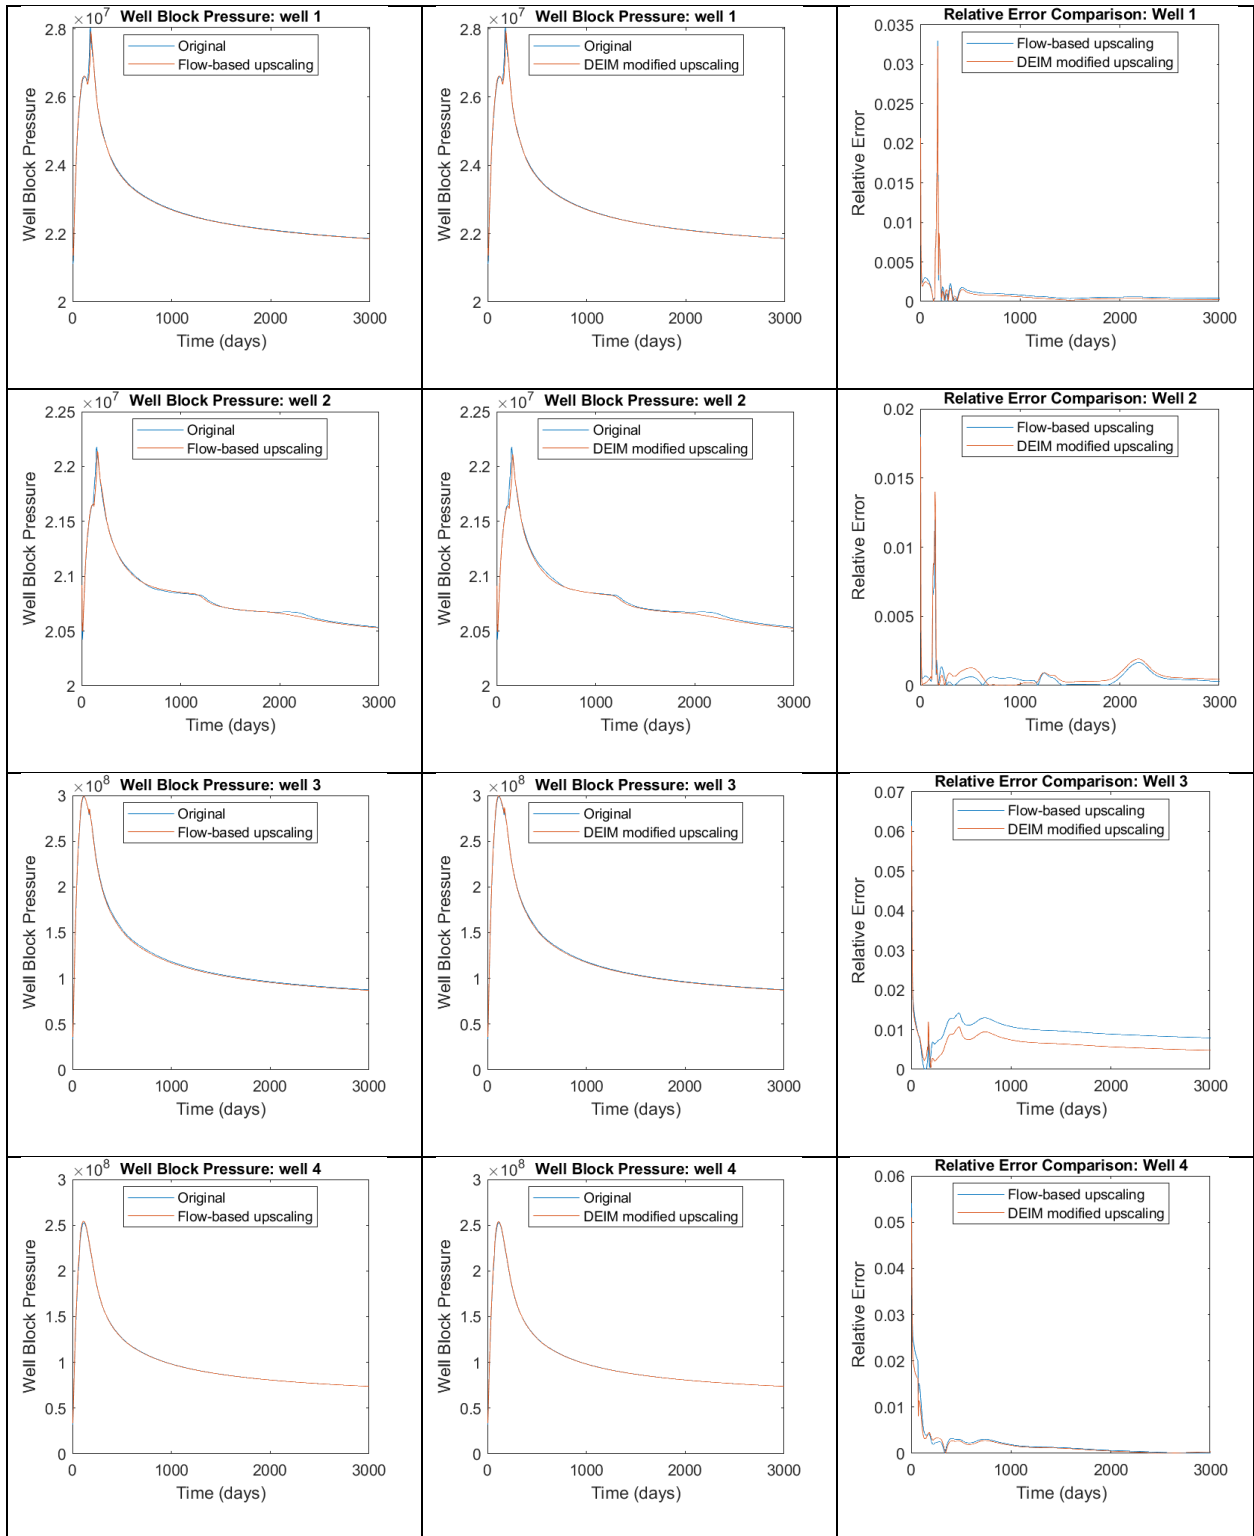 ×10^7 Well Block Pressure: well 1
2.8
2.6
2.4
2.2
2
Well Block Pressure
Original
Flow-based upscaling
0 1000 2000 3000
Time (days)
×10^7 Well Block Pressure: well 1
2.8
2.6
2.4
2.2
2
Well Block Pressure
Original
DEIM modified upscaling
0 1000 2000 3000
Time (days)
Relative Error Comparison: Well 1
0.035
0.03
0.025
0.02
0.015
0.01
0.005
0
Relative Error
Flow-based upscaling
DEIM modified upscaling
0 1000 2000 3000
Time (days)
×10^7 Well Block Pressure: well 2
2.25
2.2
2.15
2.1
2.05
2
Well Block Pressure
Original
Flow-based upscaling
0 1000 2000 3000
Time (days)
×10^7 Well Block Pressure: well 2
2.25
2.2
2.15
2.1
2.05
2
Well Block Pressure
Original
DEIM modified upscaling
0 1000 2000 3000
Time (days)
Relative Error Comparison: Well 2
0.02
0.015
0.01
0.005
0
Relative Error
Flow-based upscaling
DEIM modified upscaling
0 1000 2000 3000
Time (days)
×10^8 Well Block Pressure: well 3
3
2.5
2
1.5
1
0.5
0
Well Block Pressure
Original
Flow-based upscaling
0 1000 2000 3000
Time (days)
×10^8 Well Block Pressure: well 3
3
2.5
2
1.5
1
0.5
0
Well Block Pressure
Original
DEIM modified upscaling
0 1000 2000 3000
Time (days)
Relative Error Comparison: Well 3
0.07
0.06
0.05
0.04
0.03
0.02
0.01
0
Relative Error
Flow-based upscaling
DEIM modified upscaling
0 1000 2000 3000
Time (days)
×10^8 Well Block Pressure: well 4
3
2.5
2
1.5
1
0.5
0
Well Block Pressure
Original
Flow-based upscaling
0 1000 2000 3000
Time (days)
×10^8 Well Block Pressure: well 4
3
2.5
2
1.5
1
0.5
0
Well Block Pressure
Original
DEIM modified upscaling
0 1000 2000 3000
Time (days)
Relative Error Comparison: Well 4
0.06
0.05
0.04
0.03
0.02
0.01
0
Relative Error
Flow-based upscaling
DEIM modified upscaling
0 1000 2000 3000
Time (days)